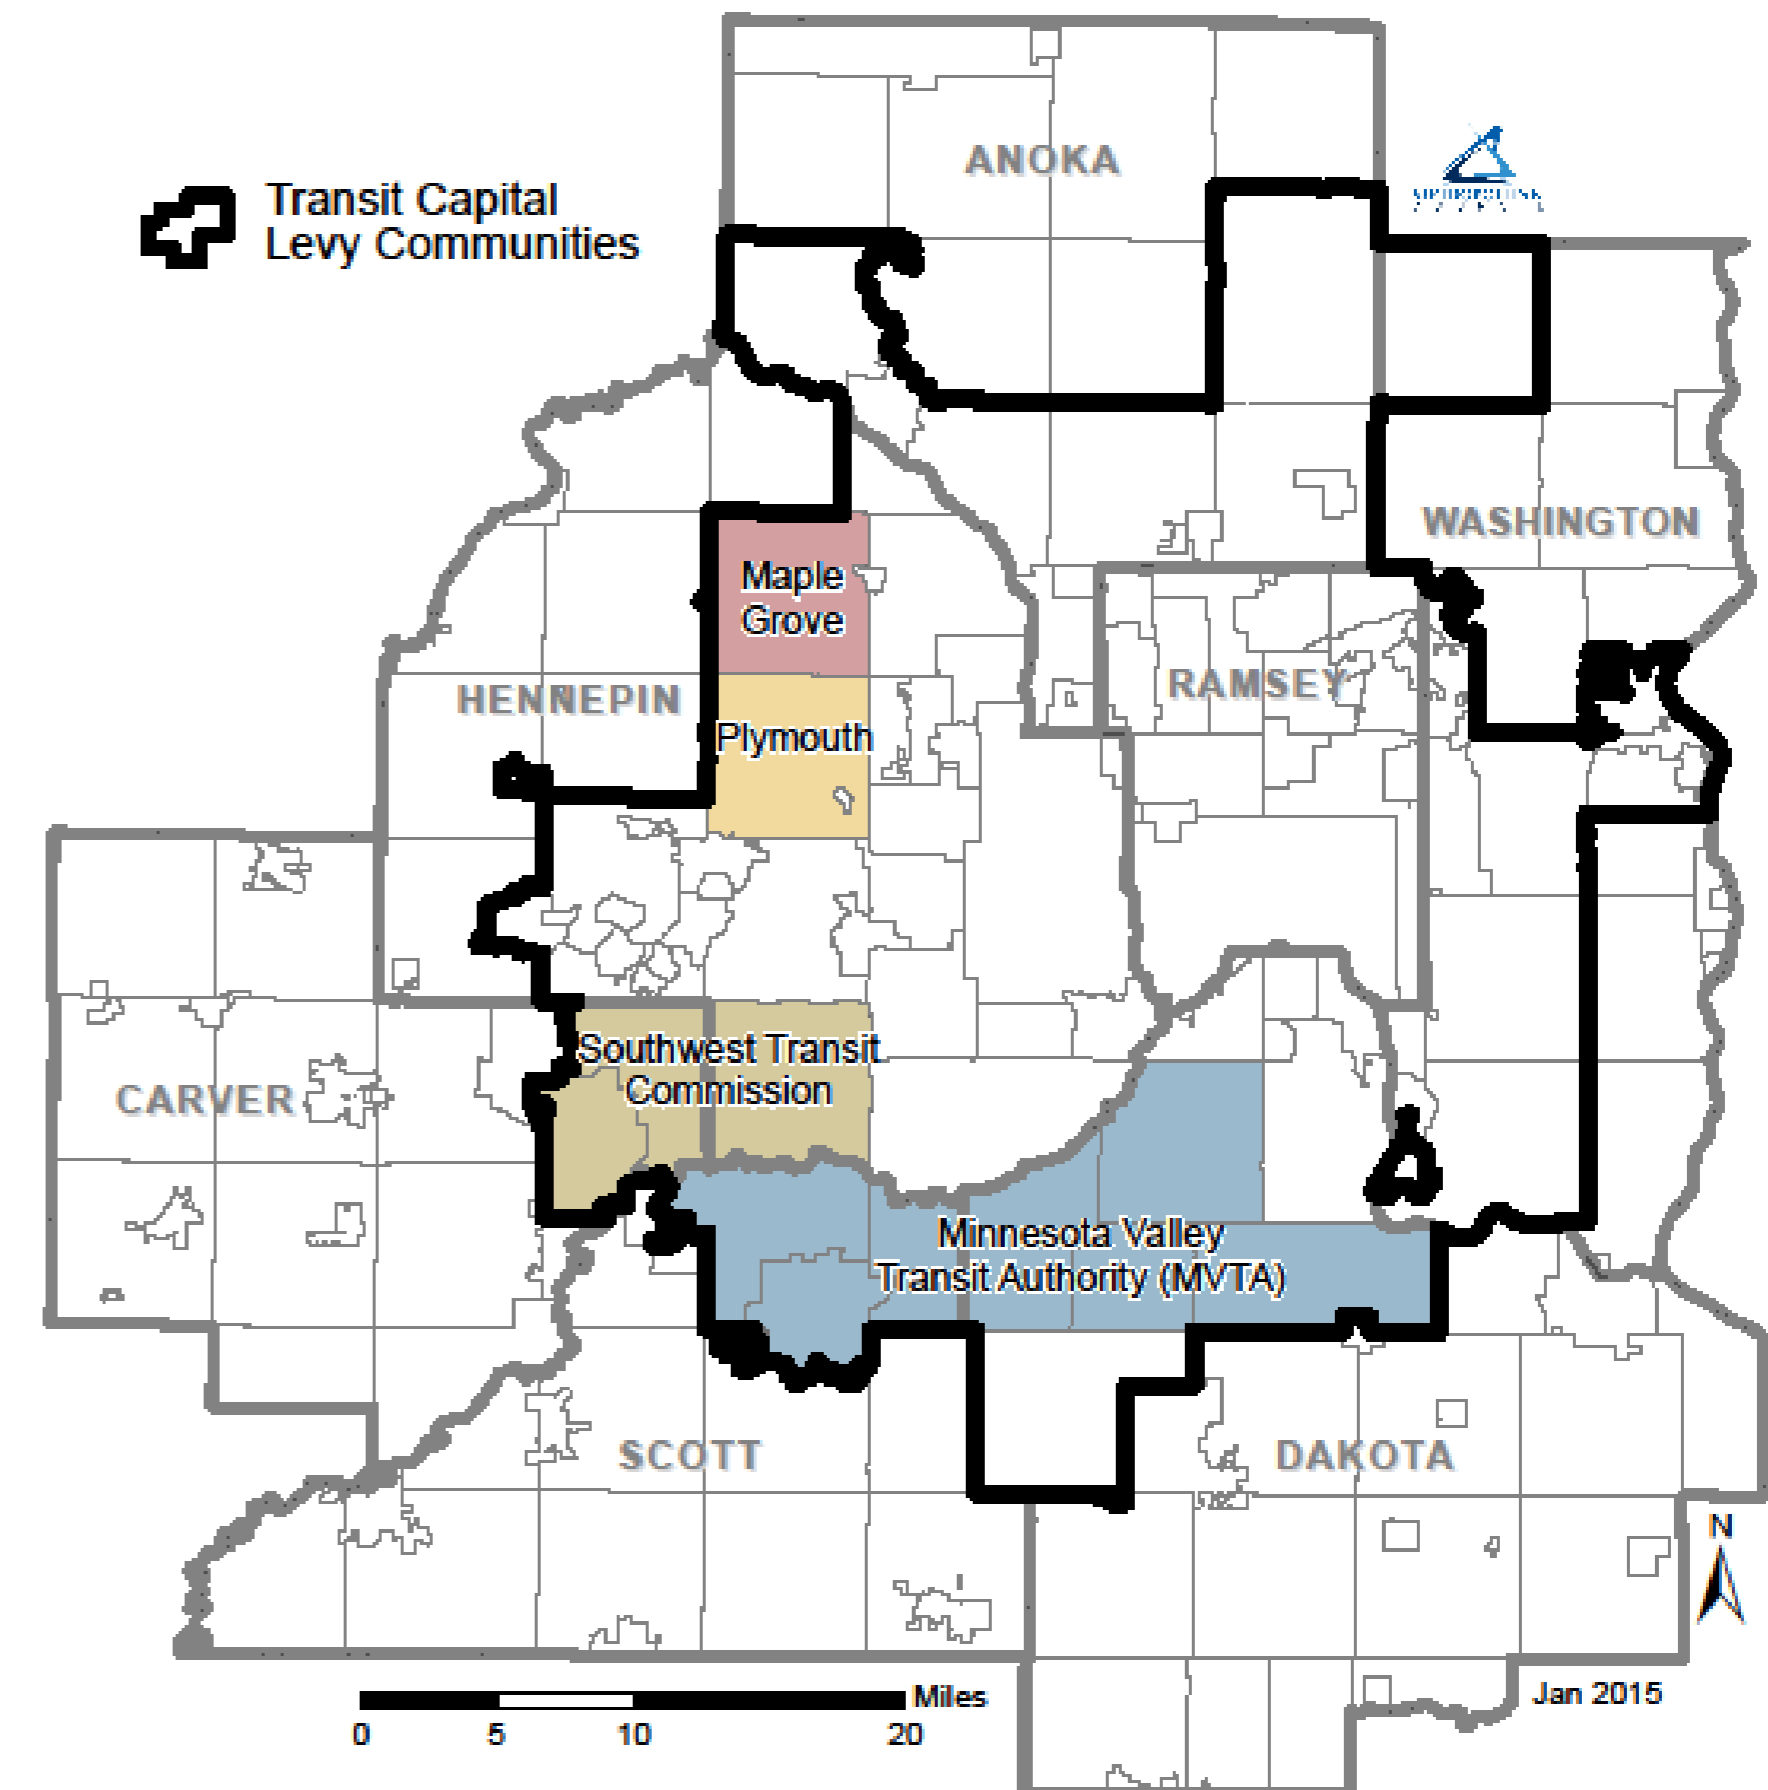 ANOKA
Transit Capital
Levy Communities
WASHINGTON
Maple
Grove
RAMSEY
HENNEPIN
Plymouth
Southwest Transit
Commission
CARVER
Minnesota Valley
Transit Authority (MVTA)
SCOTT
DAKOTA
N
Miles
Jan 2015
0 5 10 20